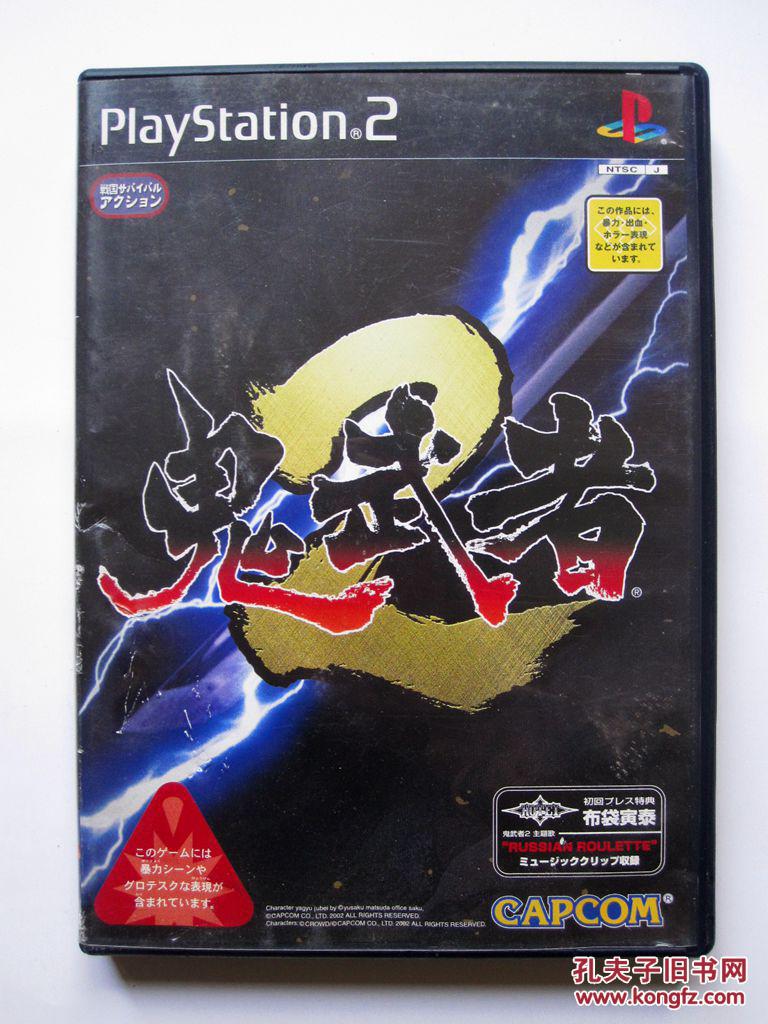 PlayStation®2
NTSC J
戦国サバイバル
アクション
この作品には、
暴力・出血・
ホラー表現
などが含まれて
います。
2
鬼武者®
初回プレス特典
HOTEI
布袋寅泰
鬼武者2 主題歌
"RUSSIAN ROULETTE"
ミュージッククリップ収録
このゲームには
暴力シーンや
グロテスクな表現が
含まれています。
Character yagyu jubei by ©yusaku matsuda office saku,
©CAPCOM CO., LTD. 2002 ALL RIGHTS RESERVED.
Characters:©CROWD/©CAPCOM CO., LTD. 2002 ALL RIGHTS RESERVED.
CAPCOM®
孔夫子旧书网
www.kongfz.com